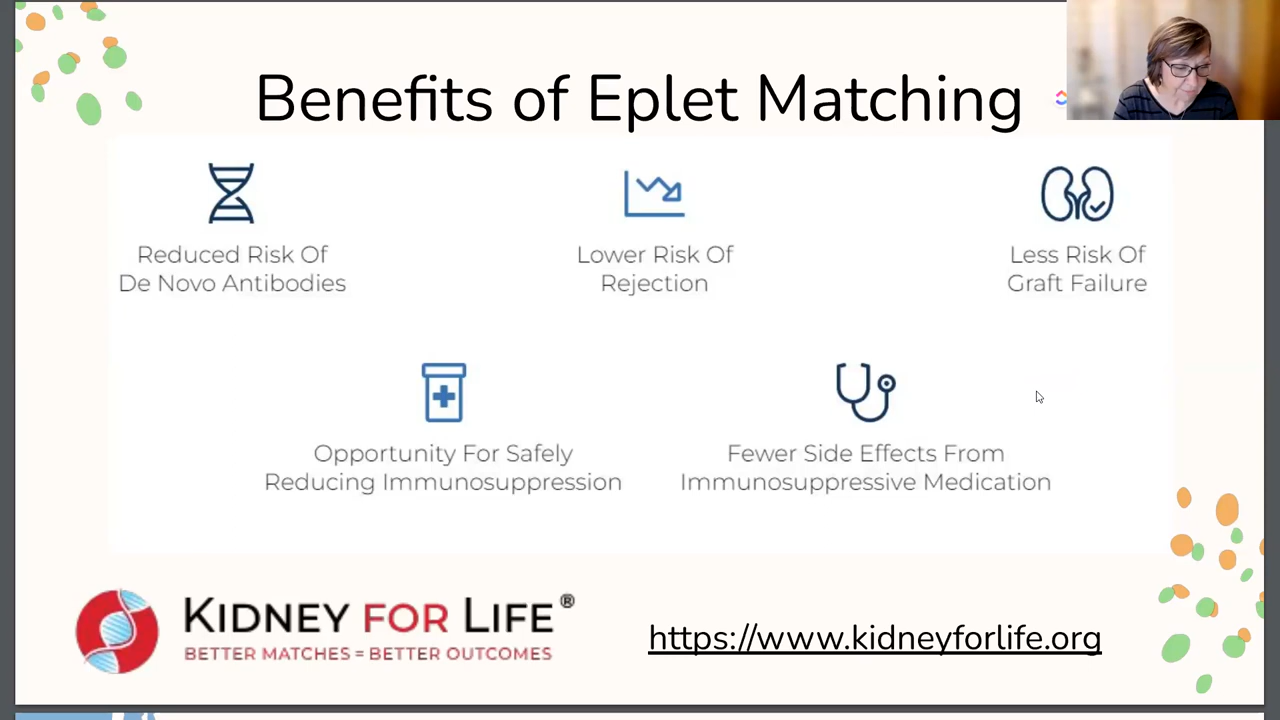 Benefits of Eplet Matching
Reduced Risk Of
De Novo Antibodies
Lower Risk Of
Rejection
Less Risk Of
Graft Failure
Opportunity For Safely
Reducing Immunosuppression
Fewer Side Effects From
Immunosuppressive Medication
KIDNEY FOR LIFE®
BETTER MATCHES = BETTER OUTCOMES
https://www.kidneyforlife.org